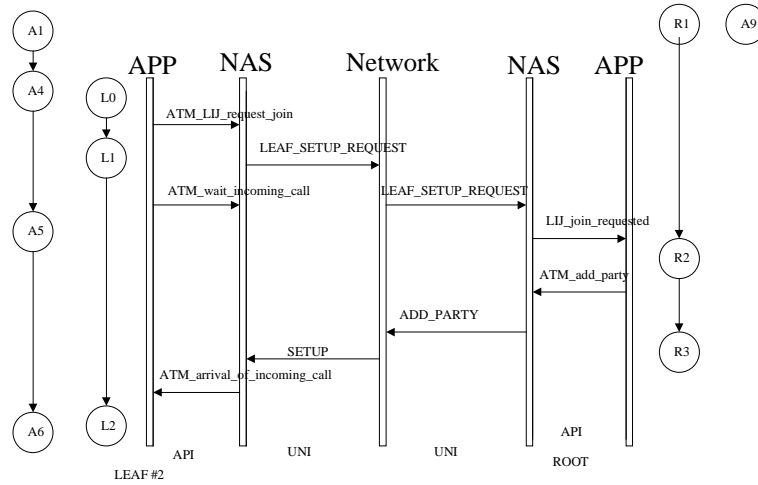 A1
R1
A9
APP
NAS
Network
NAS
APP
A4
L0
ATM_LIJ_request_join
L1
LEAF_SETUP_REQUEST
ATM_wait_incoming_call
LEAF_SETUP_REQUEST
A5
LIJ_join_requested
R2
ATM_add_party
ADD_PARTY
SETUP
R3
ATM_arrival_of_incoming_call
A6
L2
API
UNI
UNI
API
LEAF #2
ROOT